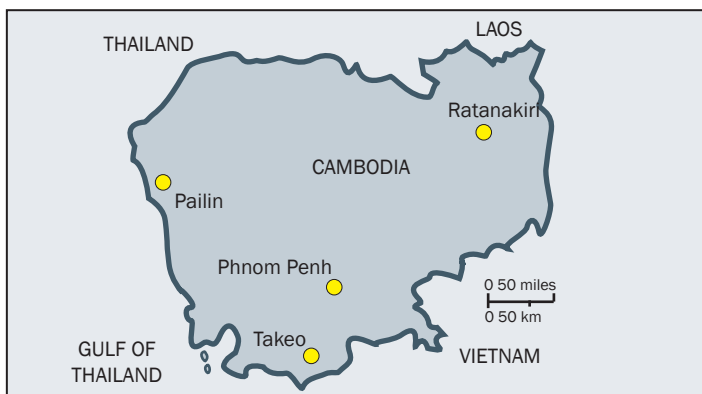 THAILAND
LAOS
Ratanakiri
CAMBODIA
Pailin
Phnom Penh
0 50 miles
0 50 km
Takeo
GULF OF
THAILAND
VIETNAM